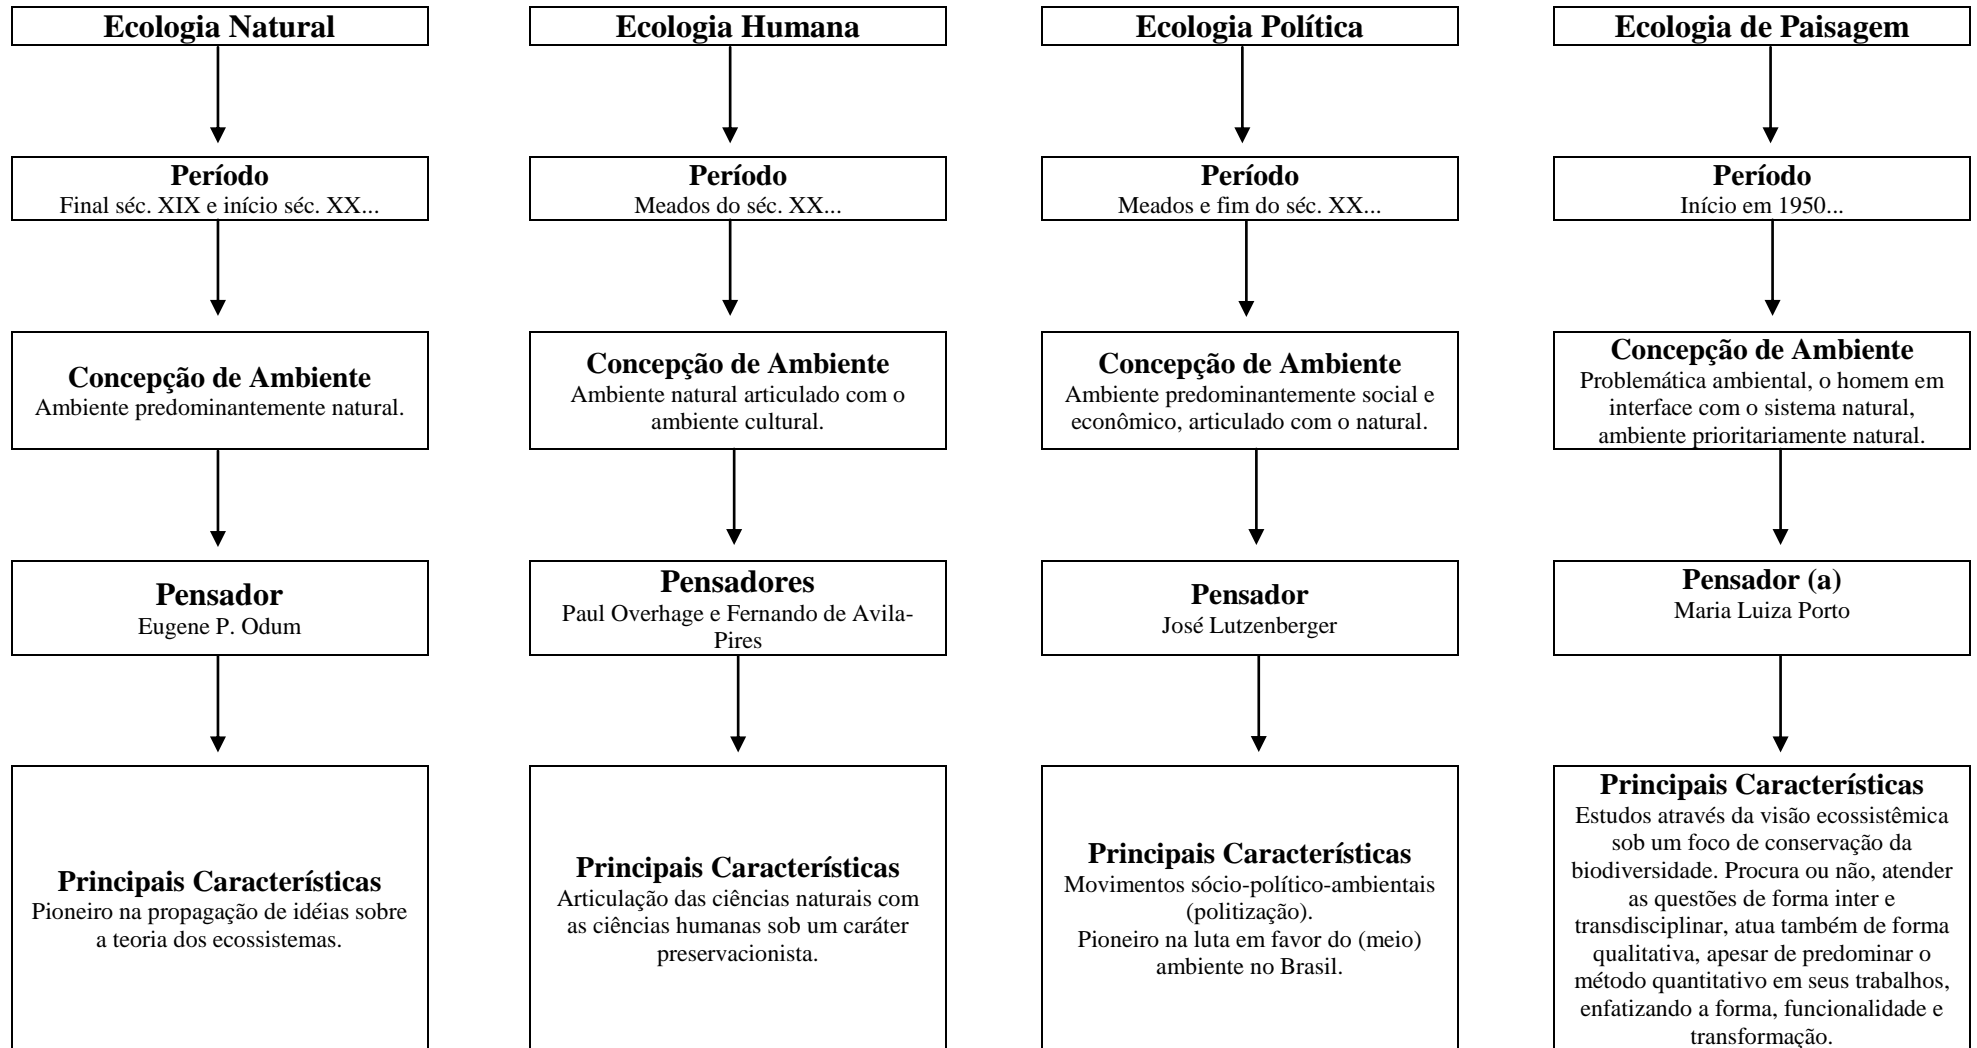 Ecologia Natural
Período
Final séc. XIX e início séc. XX...
Concepção de Ambiente
Ambiente predominantemente natural.
Pensador
Eugene P. Odum
Principais Características
Pioneiro na propagação de idéias sobre
a teoria dos ecossistemas.
Ecologia Humana
Período
Meados do séc. XX...
Concepção de Ambiente
Ambiente natural articulado com o
ambiente cultural.
Pensadores
Paul Overhage e Fernando de Avila-
Pires
Principais Características
Articulação das ciências naturais com
as ciências humanas sob um caráter
preservacionista.
Ecologia Política
Período
Meados e fim do séc. XX...
Concepção de Ambiente
Ambiente predominantemente social e
econômico, articulado com o natural.
Pensador
José Lutzenberger
Principais Características
Movimentos sócio-político-ambientais
(politização).
Pioneiro na luta em favor do (meio)
ambiente no Brasil.
Ecologia de Paisagem
Período
Início em 1950...
Concepção de Ambiente
Problemática ambiental, o homem em
interface com o sistema natural,
ambiente prioritariamente natural.
Pensador (a)
Maria Luiza Porto
Principais Características
Estudos através da visão ecossistêmica
sob um foco de conservação da
biodiversidade. Procura ou não, atender
as questões de forma inter e
transdisciplinar, atua também de forma
qualitativa, apesar de predominar o
método quantitativo em seus trabalhos,
enfatizando a forma, funcionalidade e
transformação.